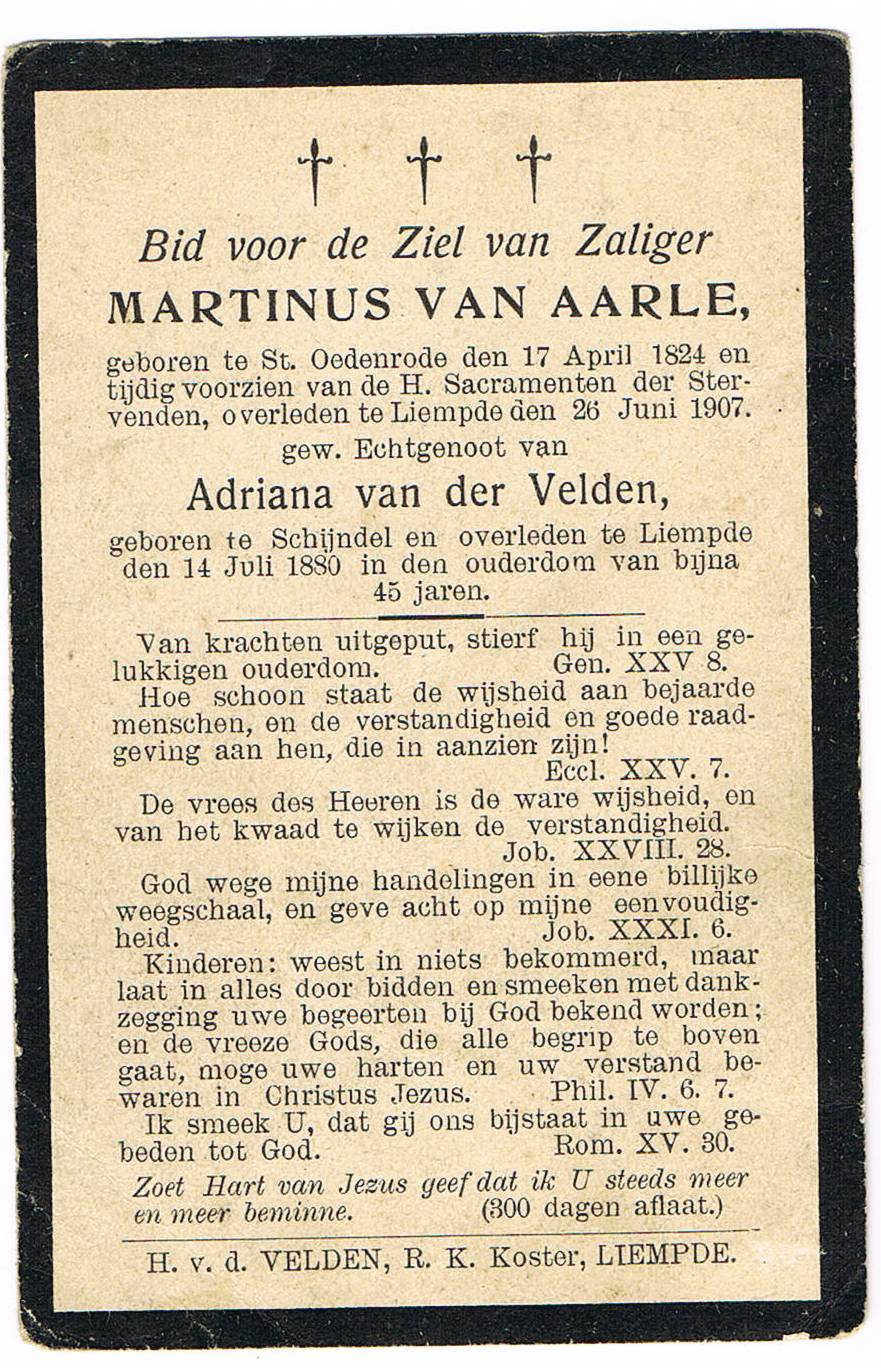 Bid voor de Ziel van Zaliger
MARTINUS VAN AARLE,
geboren te St. Oedenrode den 17 April 1824 en
tijdig voorzien van de H. Sacramenten der Ster-
venden, overleden te Liempde den 26 Juni 1907.
gew. Echtgenoot van
Adriana van der Velden,
geboren te Schijndel en overleden te Liempde
den 14 Juli 1880 in den ouderdom van bijna
45 jaren.
Van krachten uitgeput, stierf hij in een ge-
lukkigen ouderdom. Gen. XXV 8.
Hoe schoon staat de wijsheid aan bejaarde
menschen, en de verstandigheid en goede raad-
geving aan hen, die in aanzien zijn!
Eccl. XXV. 7.
De vrees des Heeren is de ware wijsheid, en
van het kwaad te wijken de verstandigheid.
Job. XXVIII. 28.
God wege mijne handelingen in eene billijke
weegschaal, en geve acht op mijne eenvoudig-
heid. Job. XXXI. 6.
Kinderen: weest in niets bekommerd, maar
laat in alles door bidden en smeeken met dank-
zegging uwe begeerten bij God bekend worden;
en de vreeze Gods, die alle begrip te boven
gaat, moge uwe harten en uw verstand be-
waren in Christus Jezus. Phil. IV. 6. 7.
Ik smeek U, dat gij ons bijstaat in uwe ge-
beden tot God. Rom. XV. 30.
Zoet Hart van Jezus geef dat ik U steeds meer
en meer beminne. (300 dagen aflaat.)
H. v. d. VELDEN, R. K. Koster, LIEMPDE.